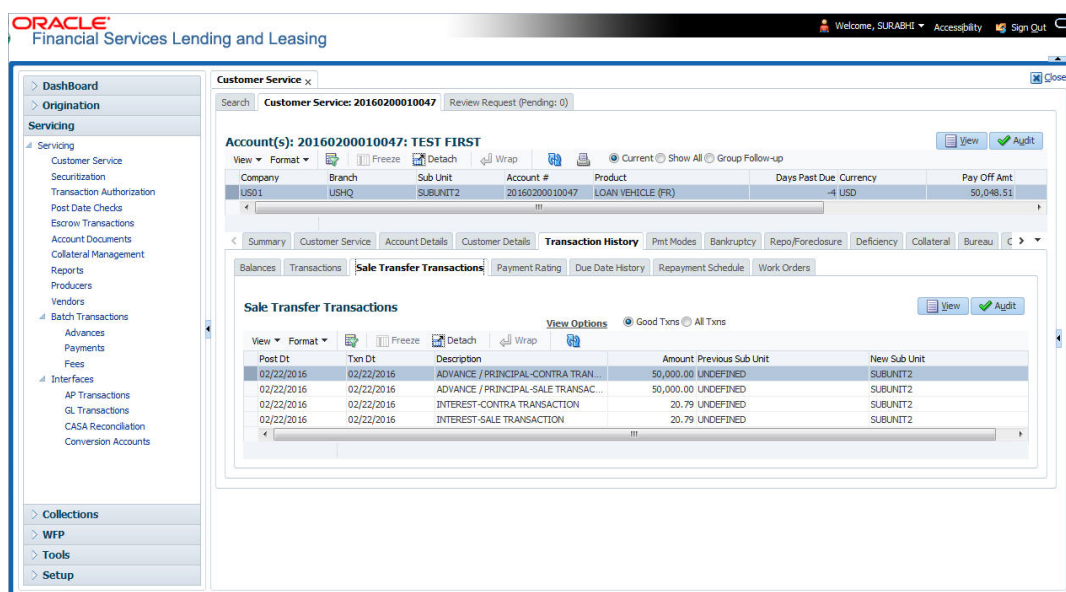 ORACLE
Financial Services Lending and Leasing
Welcome, SURABHI Accessibility Sign Out
Close
DashBoard
Origination
Servicing
Servicing
Customer Service
Securitization
Transaction Authorization
Post Date Checks
Escrow Transactions
Account Documents
Collateral Management
Reports
Producers
Vendors
Batch Transactions
Advances
Payments
Fees
Interfaces
AP Transactions
GL Transactions
CASA Reconciliation
Conversion Accounts
Collections
WFP
Tools
Setup
Customer Service
Search Customer Service: 20160200010047 Review Request (Pending: 0)
Account(s): 20160200010047: TEST FIRST
View Audit
View Format Freeze Detach Wrap Current Show All Group Follow-up
Company Branch Sub Unit Account # Product Days Past Due Currency Pay Off Amt
US01 USHQ SUBUNIT2 20160200010047 LOAN VEHICLE (FR) -4 USD 50,048.51
Summary Customer Service Account Details Customer Details Transaction History Pmt Modes Bankruptcy Repo/Foreclosure Deficiency Collateral Bureau
Balances Transactions Sale Transfer Transactions Payment Rating Due Date History Repayment Schedule Work Orders
Sale Transfer Transactions
View Audit
View Options Good Txns All Txns
View Format Freeze Detach Wrap
Post Dt Txn Dt Description Amount Previous Sub Unit New Sub Unit
02/22/2016 02/22/2016 ADVANCE / PRINCIPAL-CONTRA TRAN... 50,000.00 UNDEFINED SUBUNIT2
02/22/2016 02/22/2016 ADVANCE / PRINCIPAL-SALE TRANSAC... 50,000.00 UNDEFINED SUBUNIT2
02/22/2016 02/22/2016 INTEREST-CONTRA TRANSACTION 20.79 UNDEFINED SUBUNIT2
02/22/2016 02/22/2016 INTEREST-SALE TRANSACTION 20.79 UNDEFINED SUBUNIT2